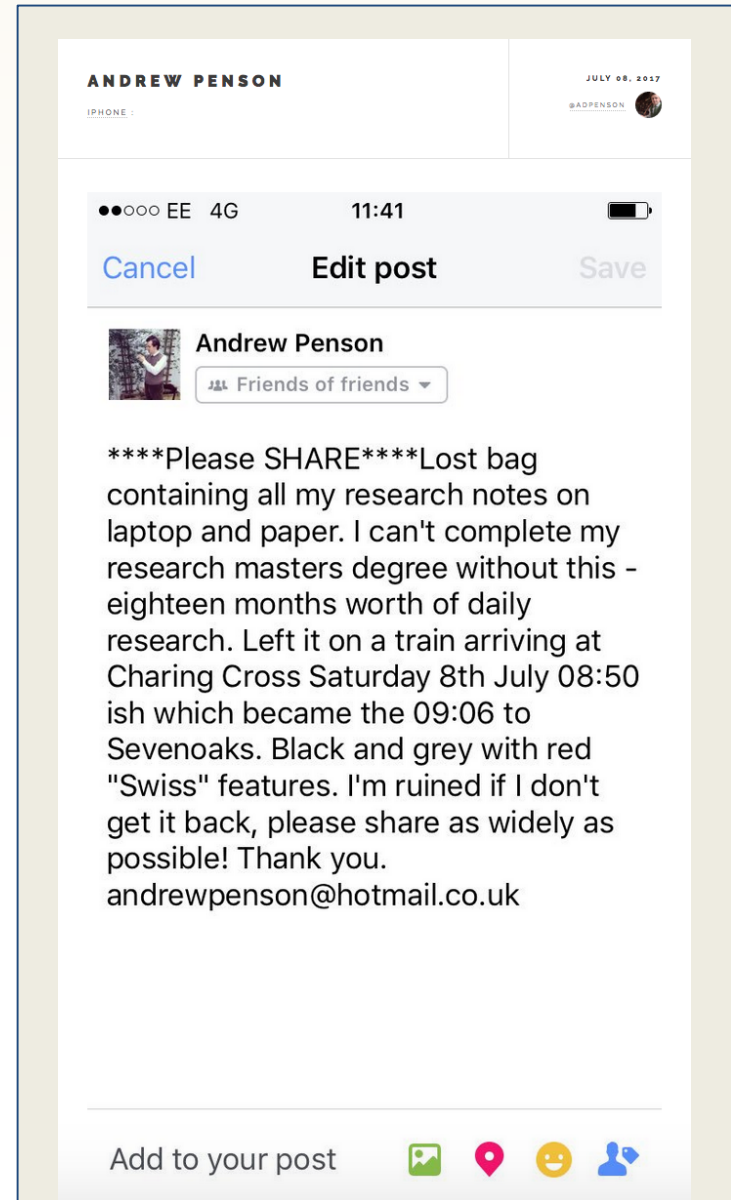 ANDREW PENSON
JULY 08, 2017
IPHONE :
@ADPENSON
EE 4G
11:41
Cancel
Edit post
Save
Andrew Penson
Friends of friends
****Please SHARE****Lost bag
containing all my research notes on
laptop and paper. I can't complete my
research masters degree without this -
eighteen months worth of daily
research. Left it on a train arriving at
Charing Cross Saturday 8th July 08:50
ish which became the 09:06 to
Sevenoaks. Black and grey with red
"Swiss" features. I'm ruined if I don't
get it back, please share as widely as
possible! Thank you.
andrewpenson@hotmail.co.uk
Add to your post